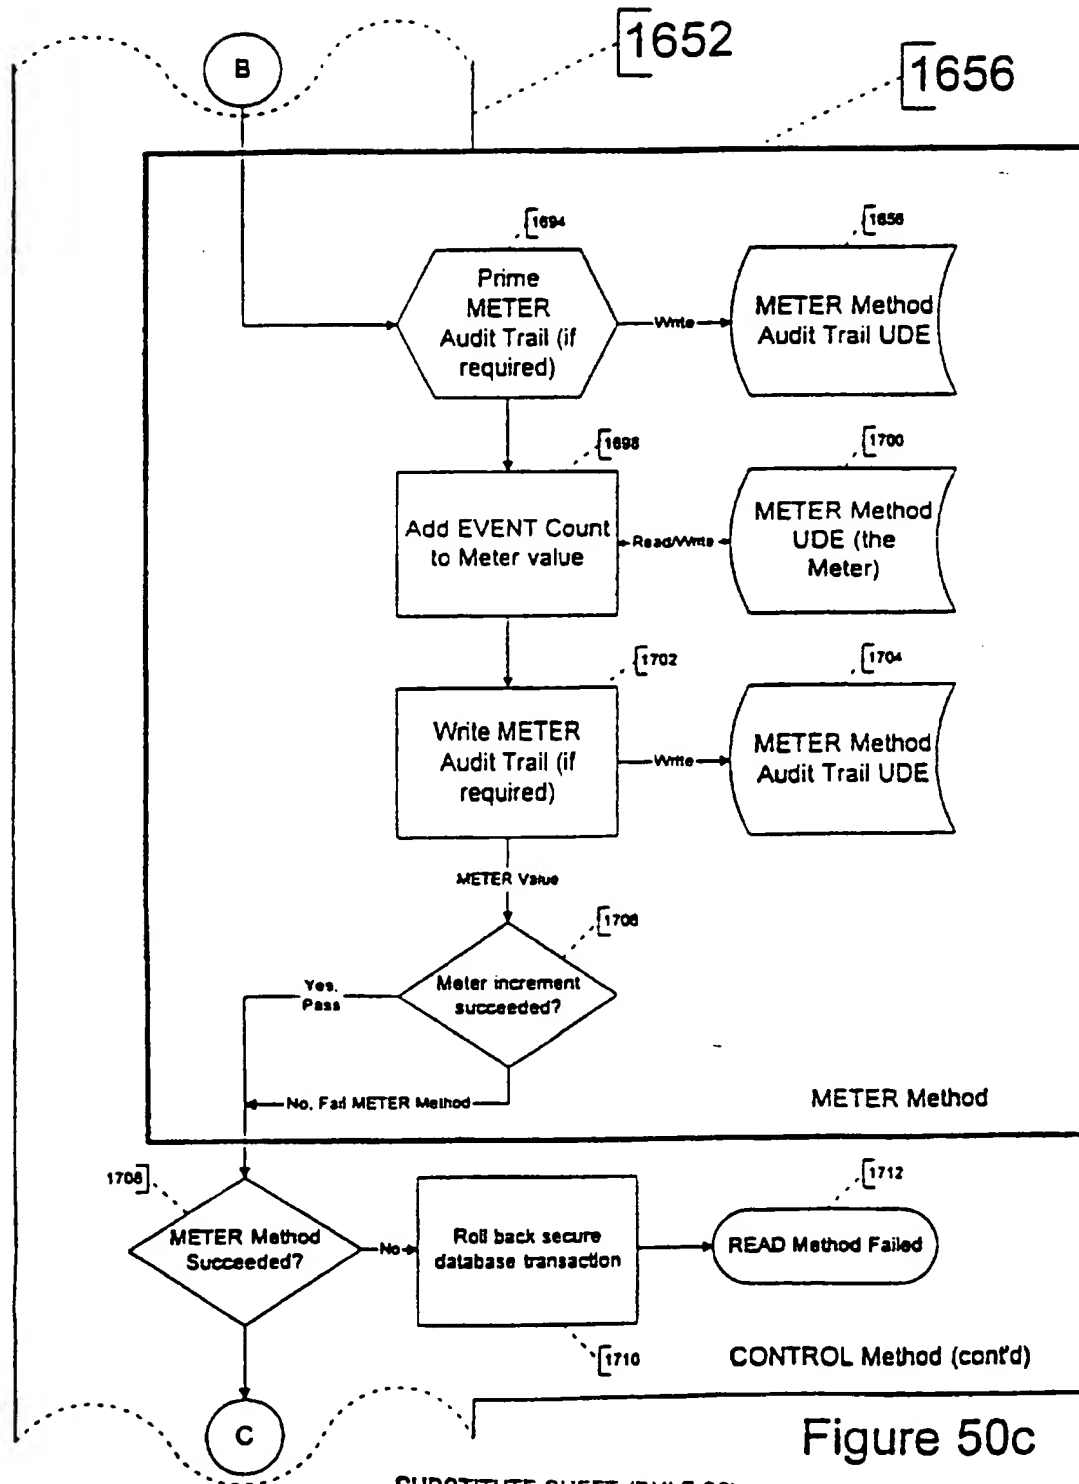 B
1652
1656
1694
Prime
METER
Audit Trail (if
required)
Write
1656
METER Method
Audit Trail UDE
1698
Add EVENT Count
to Meter value
Read/Write
1700
METER Method
UDE (the
Meter)
1702
Write METER
Audit Trail (if
required)
Write
1704
METER Method
Audit Trail UDE
METER Value
1706
Meter increment
succeeded?
Yes,
Pass
No, Fail METER Method
METER Method
1708
METER Method
Succeeded?
No
Roll back secure
database transaction
1710
1712
READ Method Failed
CONTROL Method (cont'd)
C
Figure 50c